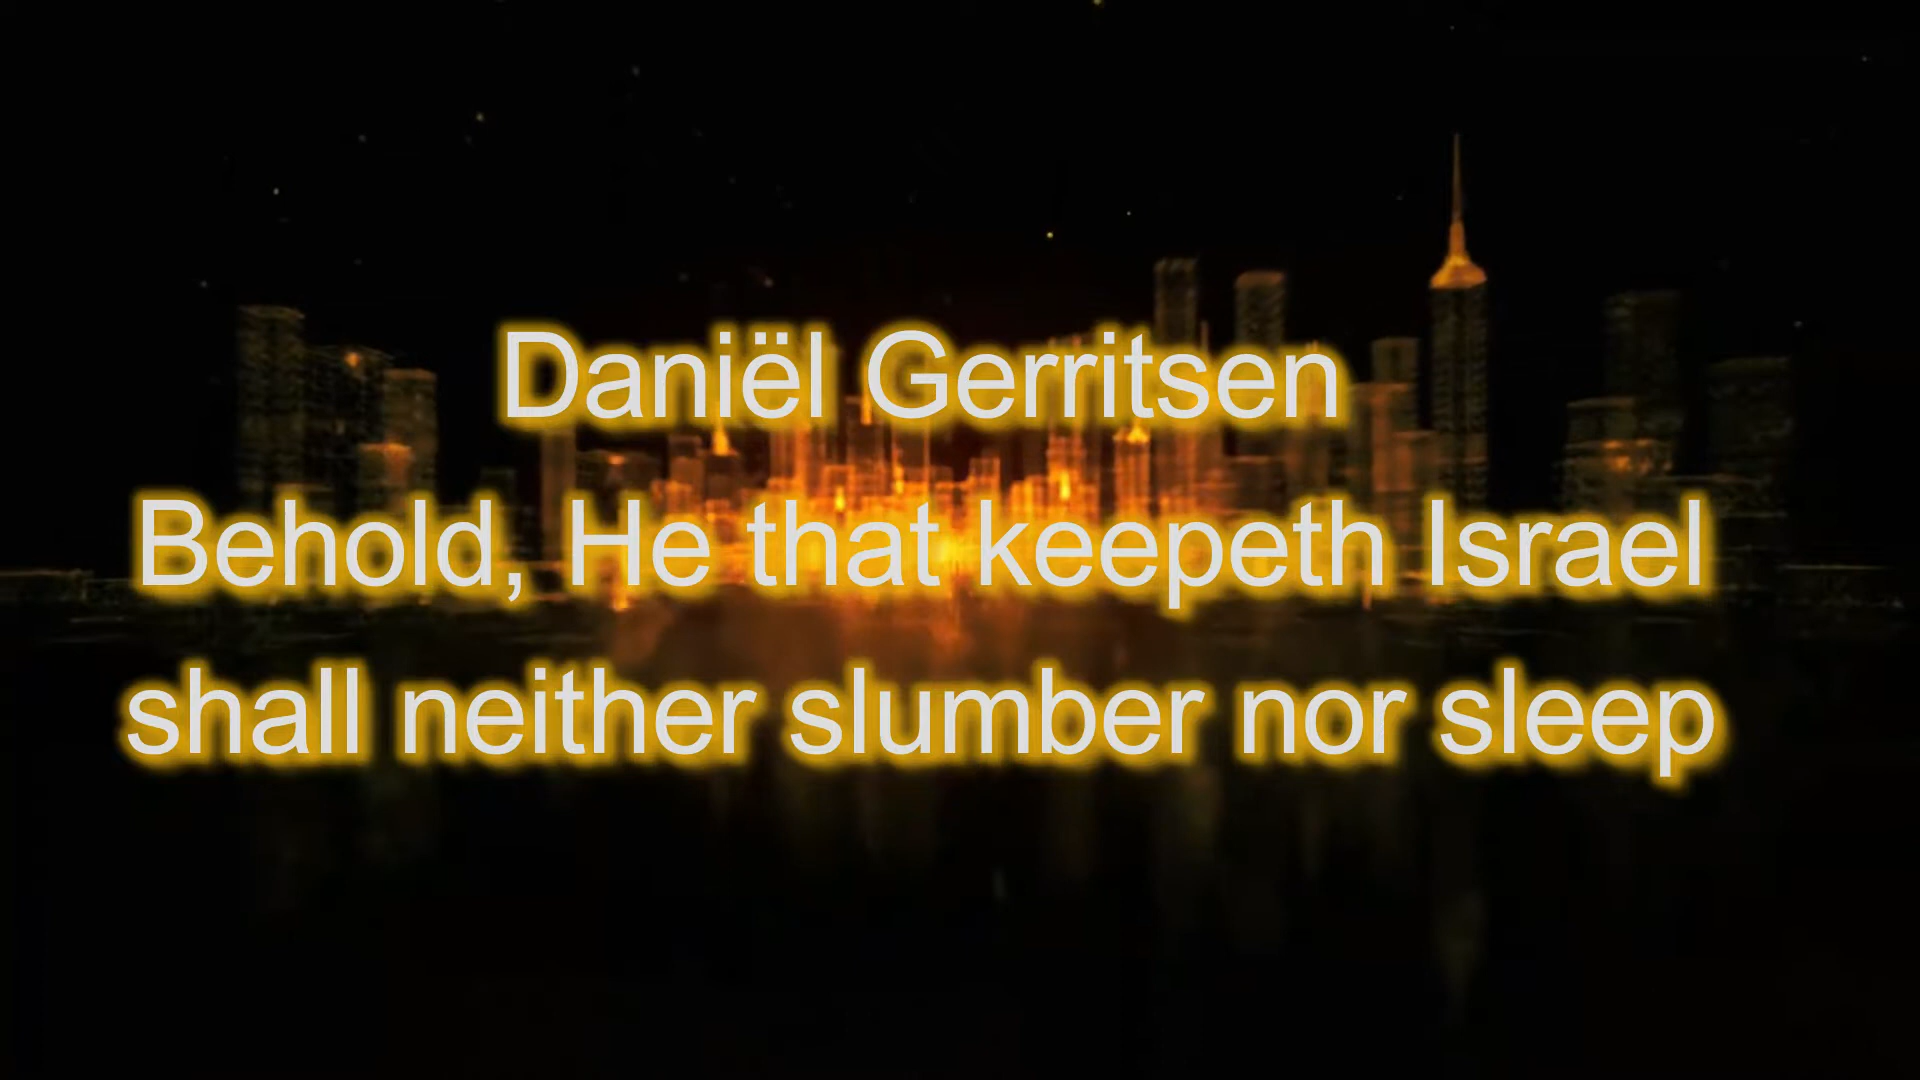 Daniël Gerritsen
Behold, He that keepeth Israel
shall neither slumber nor sleep